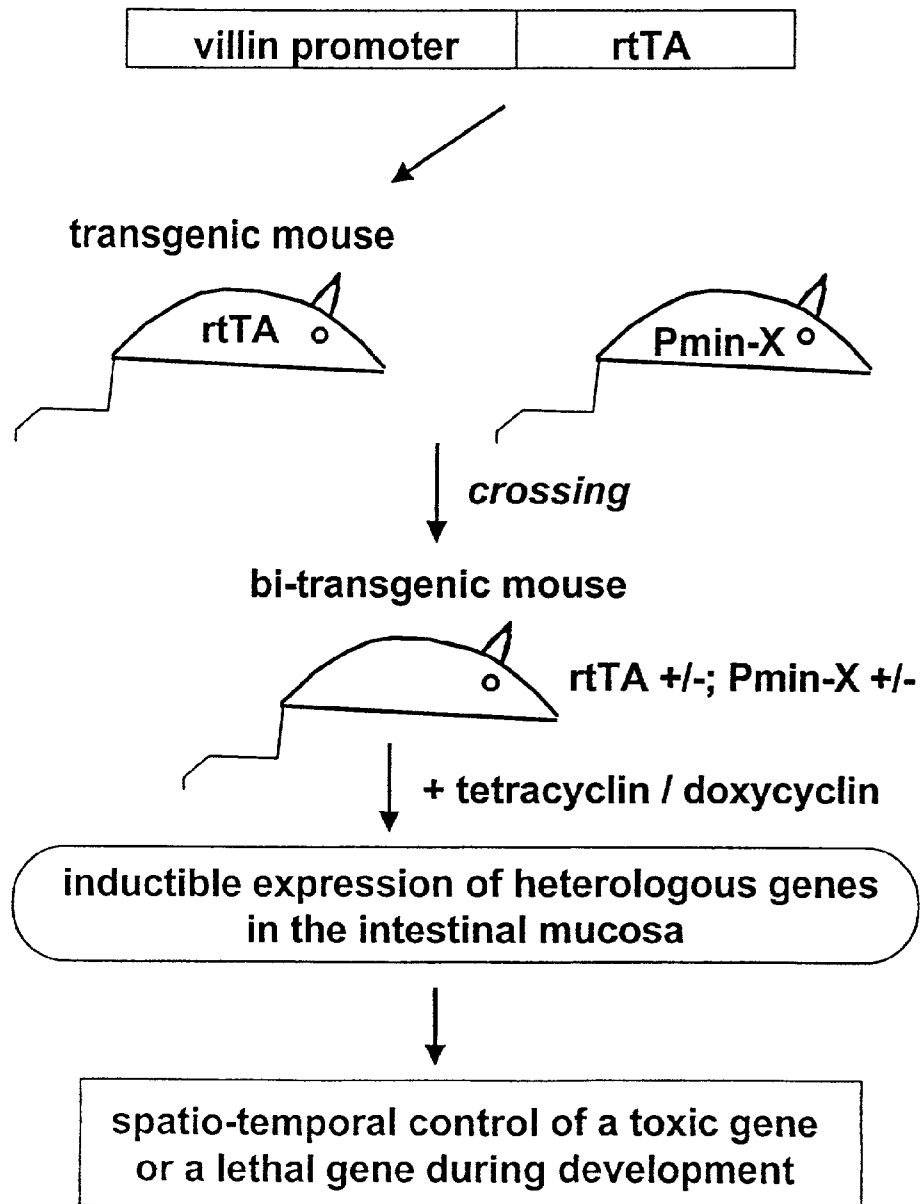 villin promoter rtTA
transgenic mouse
rtTA
Pmin-X
crossing
bi-transgenic mouse
rtTA +/-; Pmin-X +/-
+ tetracyclin / doxycyclin
inductible expression of heterologous genes
in the intestinal mucosa
spatio-temporal control of a toxic gene
or a lethal gene during development